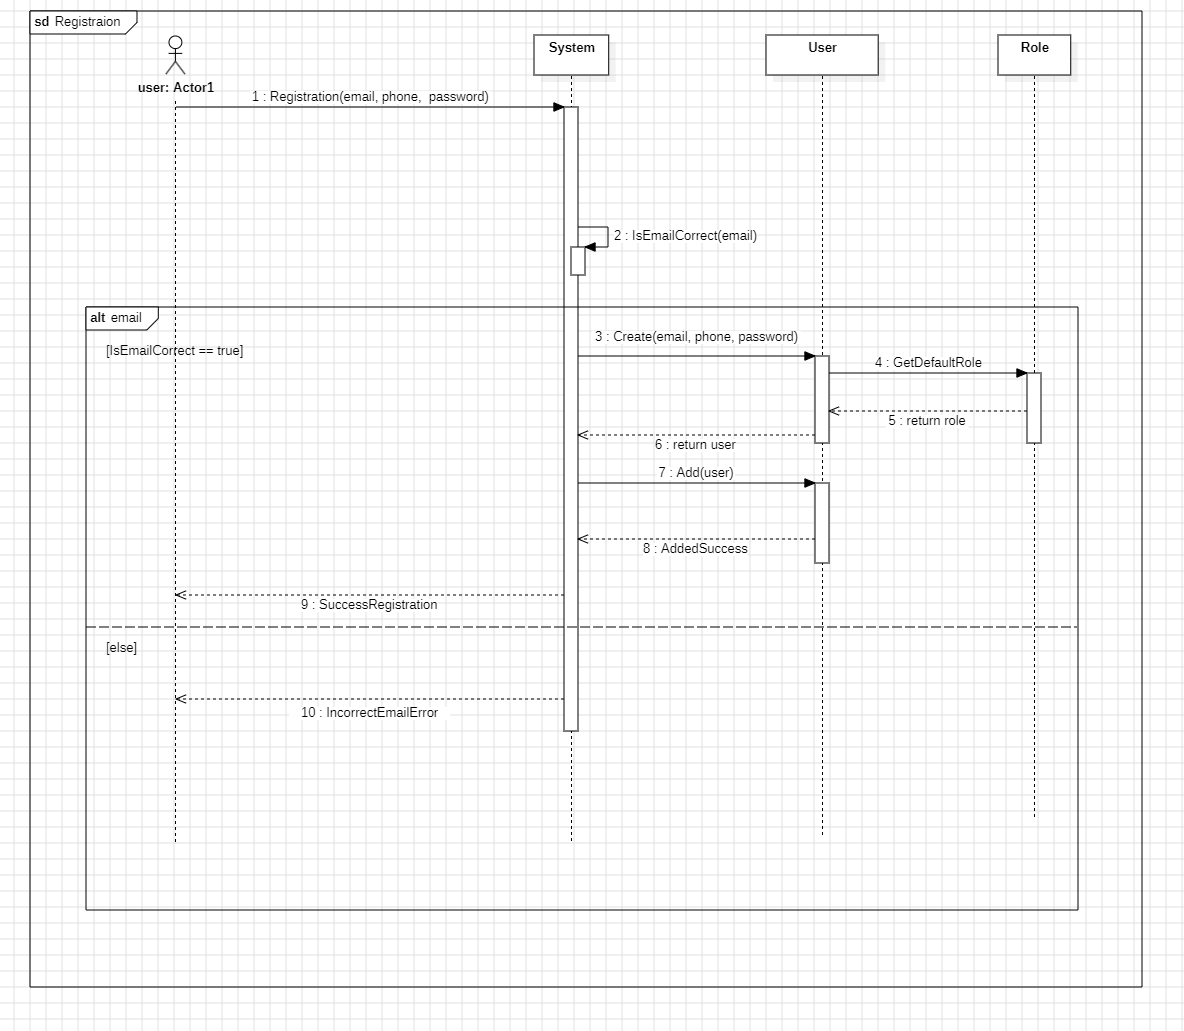 sd Registraion
System
User
Role
user: Actor1
1 : Registration(email, phone, password)
2 : IsEmailCorrect(email)
alt email
[IsEmailCorrect == true]
3 : Create(email, phone, password)
4 : GetDefaultRole
5 : return role
6 : return user
7 : Add(user)
8 : AddedSuccess
9 : SuccessRegistration
[else]
10 : IncorrectEmailError